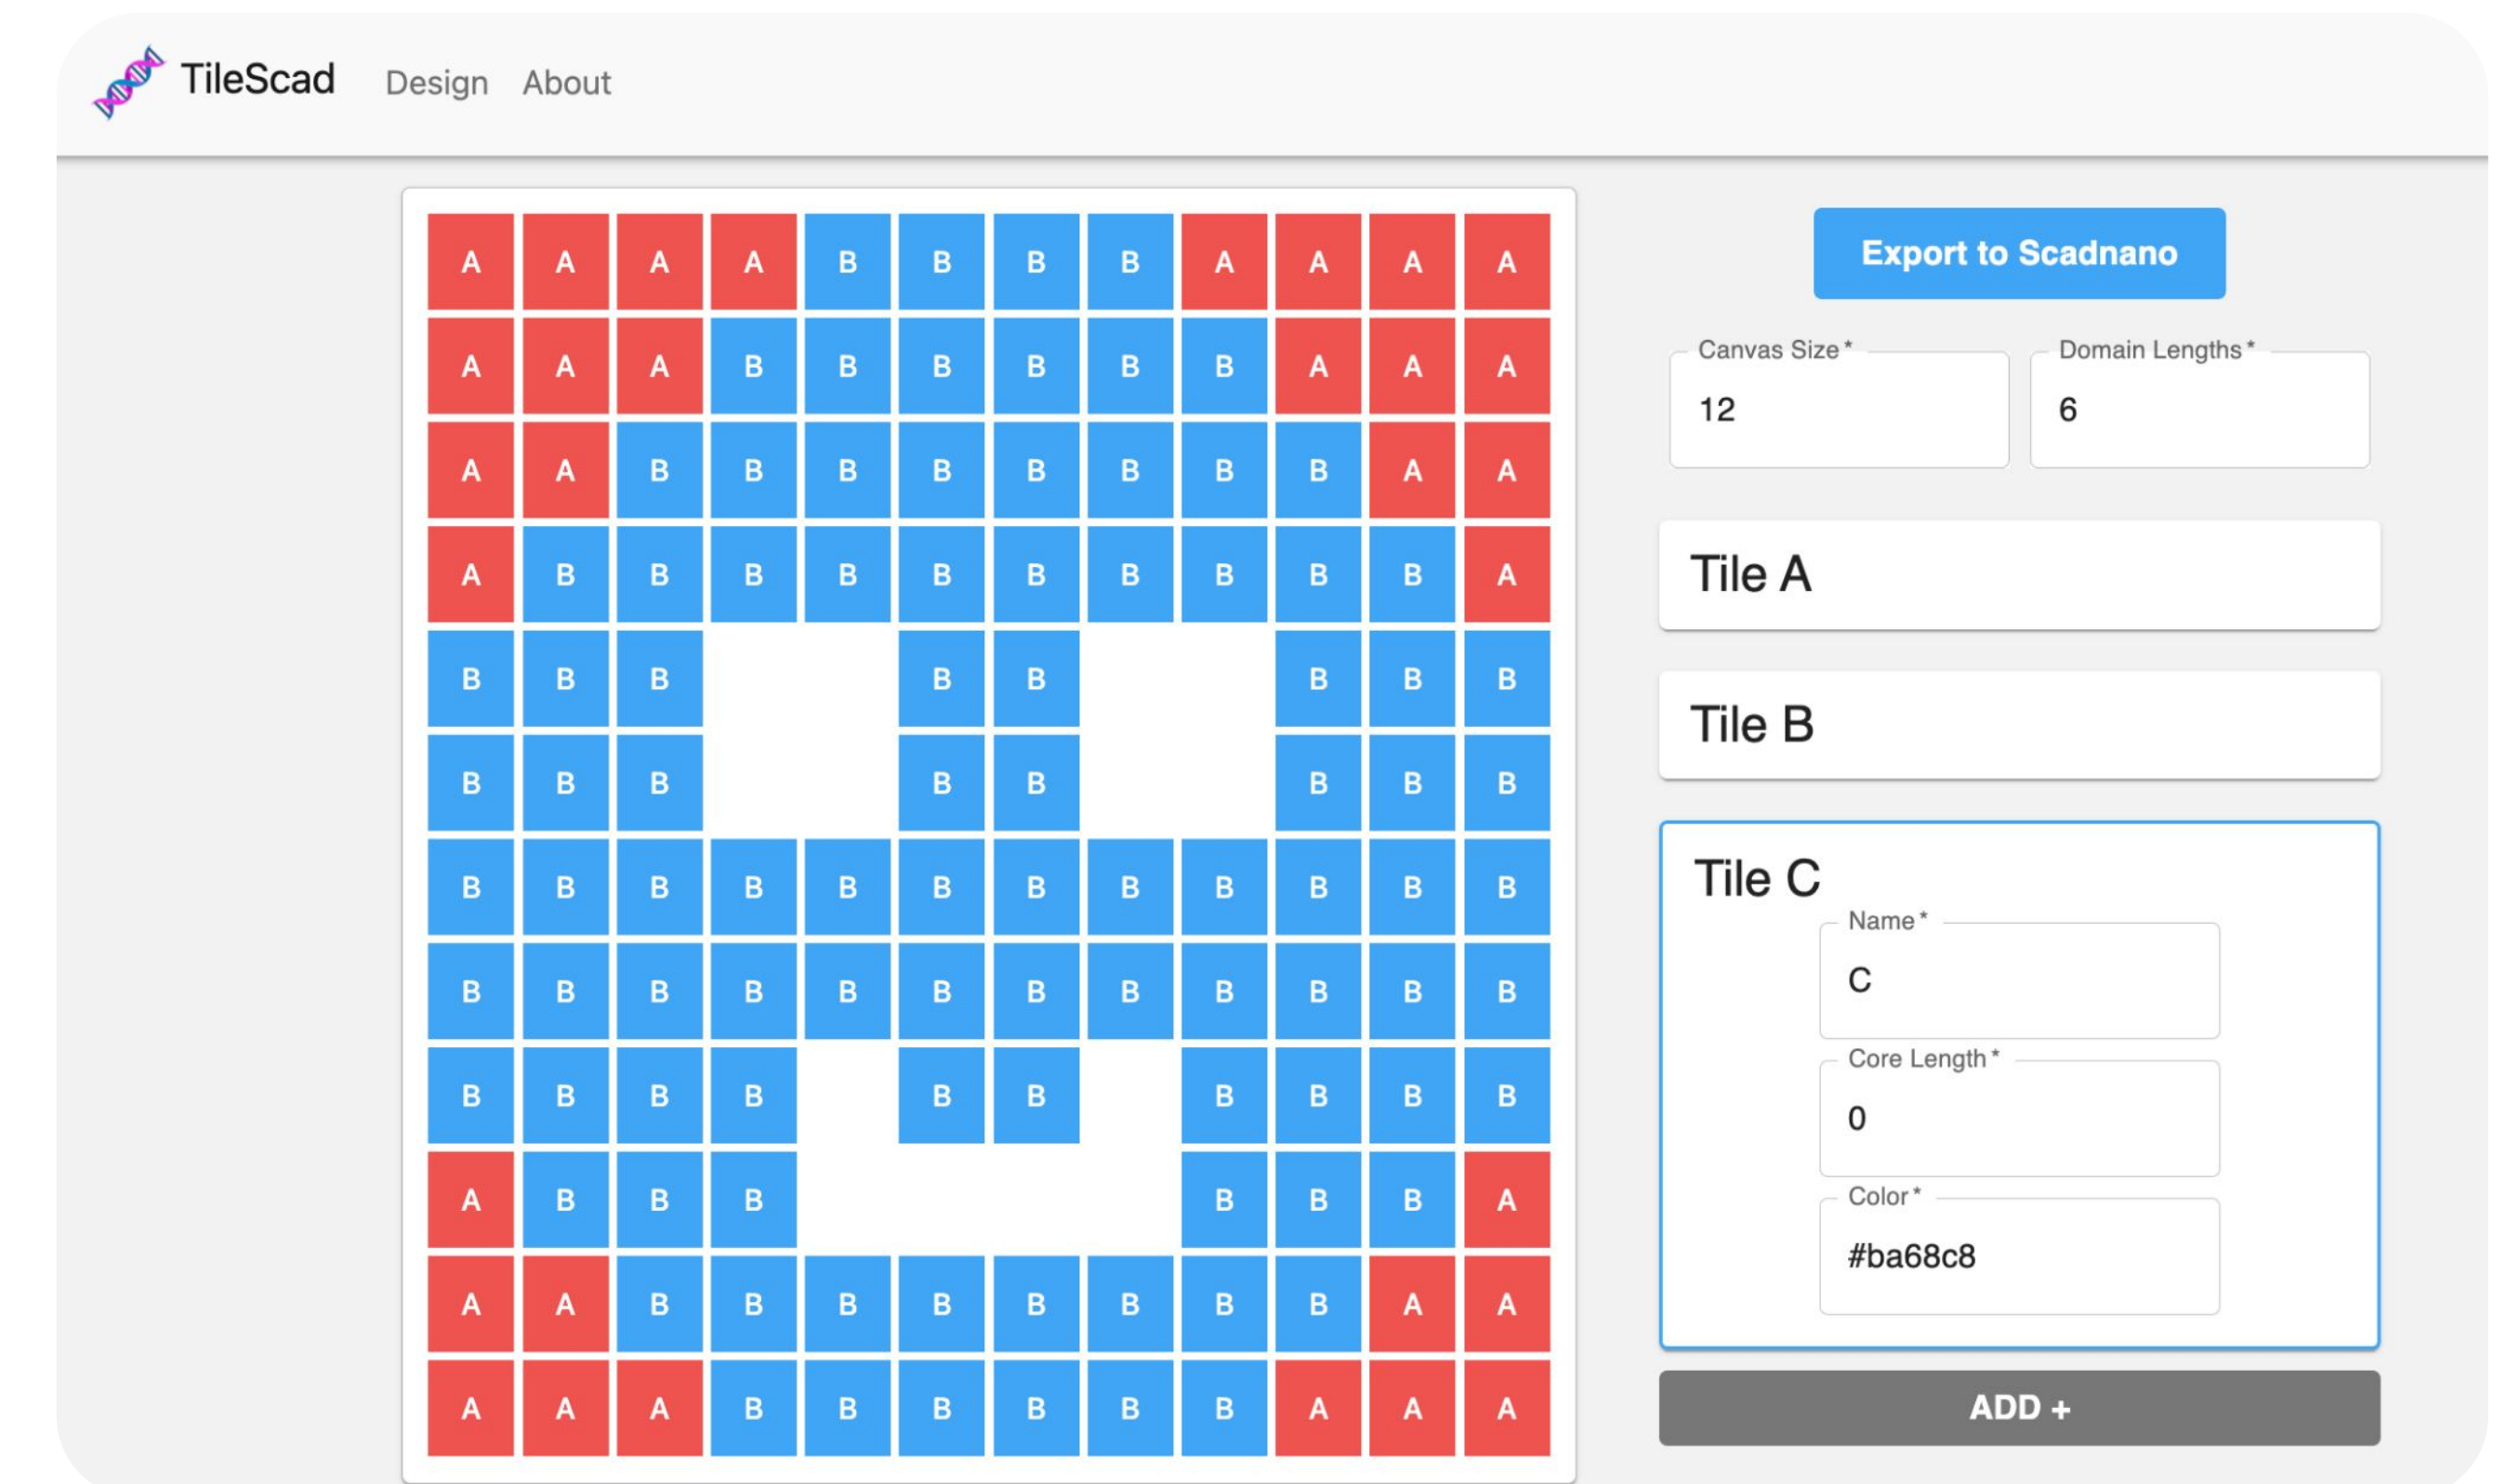 TileScad Design About
A A A A B B B B A A A A
A A A B B B B B B A A A
A A B B B B B B B B A A
A B B B B B B B B B B A
B B B B B B B B
B B B B B B B B
B B B B B B B B B B B B
B B B B B B B B B B B B
B B B B B B B B B B
A B B B B B B A
A A B B B B B B B B A A
A A A B B B B B B A A A
Export to Scadnano
Canvas Size * Domain Lengths *
12 6
Tile A
Tile B
Tile C
Name *
C
Core Length *
0
Color *
#ba68c8
ADD +